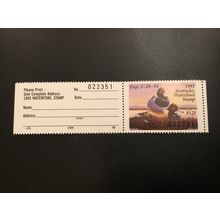 Please Print -
Give Complete Address
1993 WATERFOWL STAMP
No. 022351
Date
Name
Address
Exp. 2-28-94
1993
Kentucky
Waterfowl
Stamp
$5.25
022351